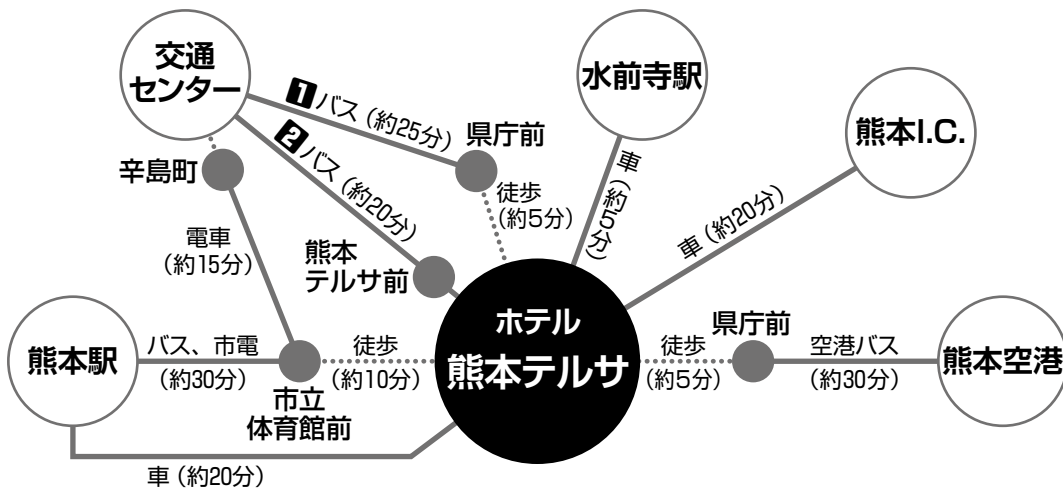 交通
センター
1 バス (約25分)
2 バス (約20分)
県庁前
徒歩
(約5分)
水前寺駅
車 (約5分)
熊本I.C.
車 (約20分)
辛島町
電車
(約15分)
熊本
テルサ前
ホテル
熊本テルサ
熊本駅
バス、市電
(約30分)
市立
体育館前
徒歩
(約10分)
車 (約20分)
徒歩
(約5分)
県庁前
空港バス
(約30分)
熊本空港